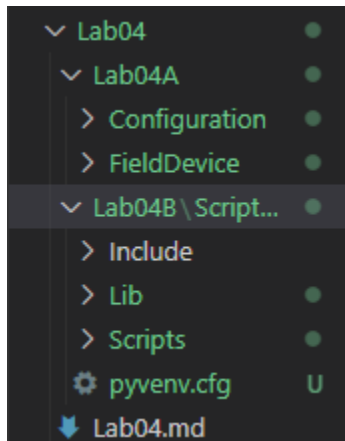 Lab04
Lab04A
Configuration
FieldDevice
Lab04B\Script...
Include
Lib
Scripts
pyvenv.cfg U
Lab04.md